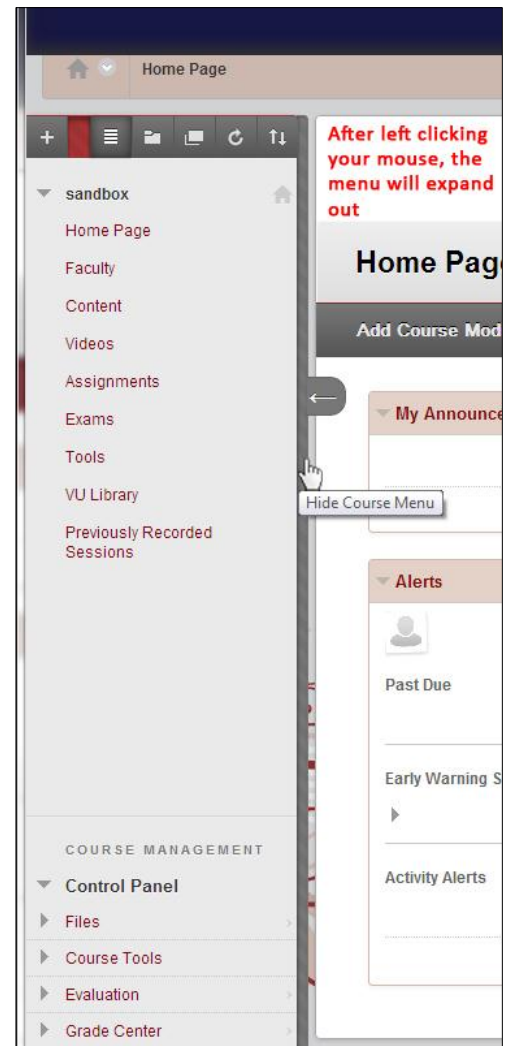 Home Page
After left clicking
your mouse, the
menu will expand
out
sandbox
Home Page
Faculty
Content
Videos
Assignments
Exams
Tools
VU Library
Previously Recorded
Sessions
Home Pag
Add Course Mod
My Announce
Hide Course Menu
Alerts
Past Due
Early Warning S
Activity Alerts
COURSE MANAGEMENT
Control Panel
Files
Course Tools
Evaluation
Grade Center